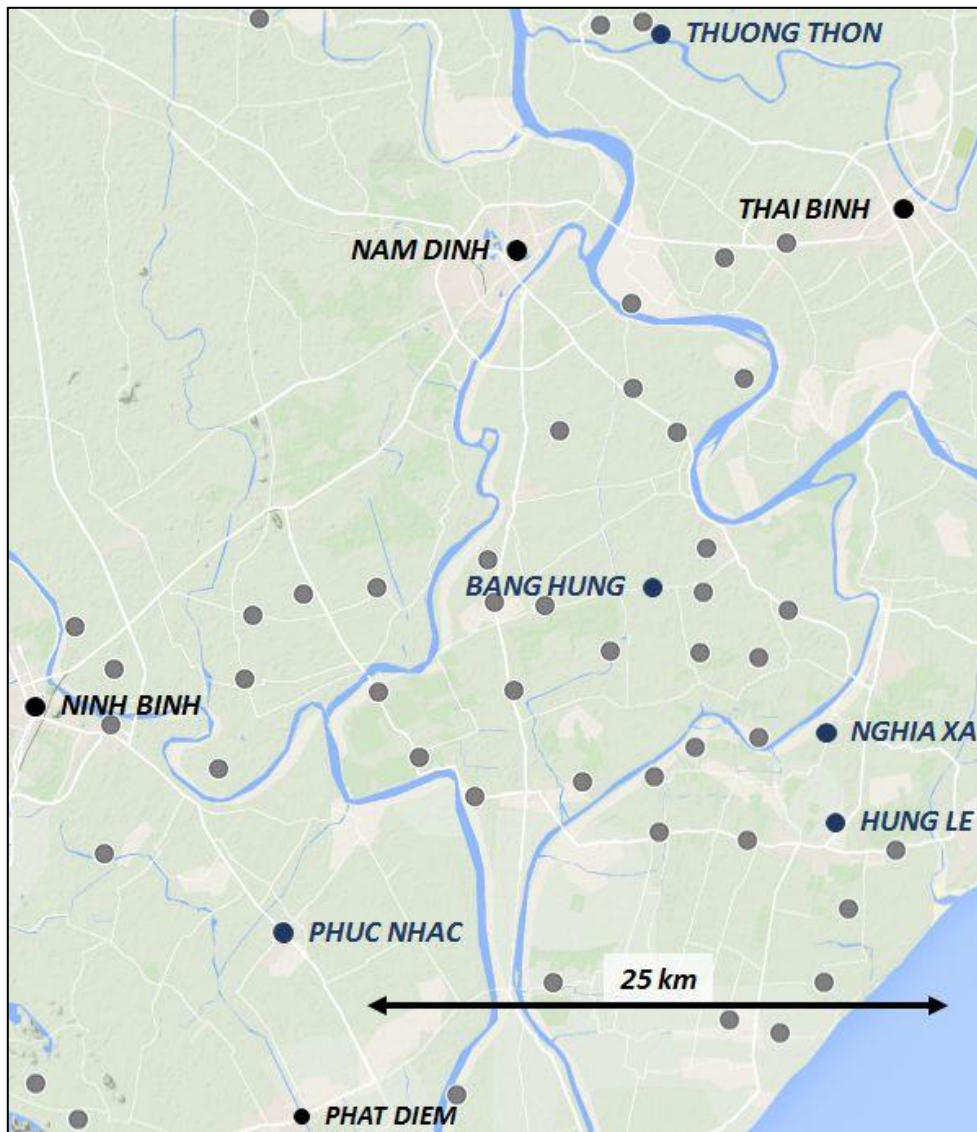 THUONG THON
THAI BINH
NAM DINH
BANG HUNG
NINH BINH
NGHIA XA
HUNG LE
PHUC NHAC
25 km
PHAT DIEM